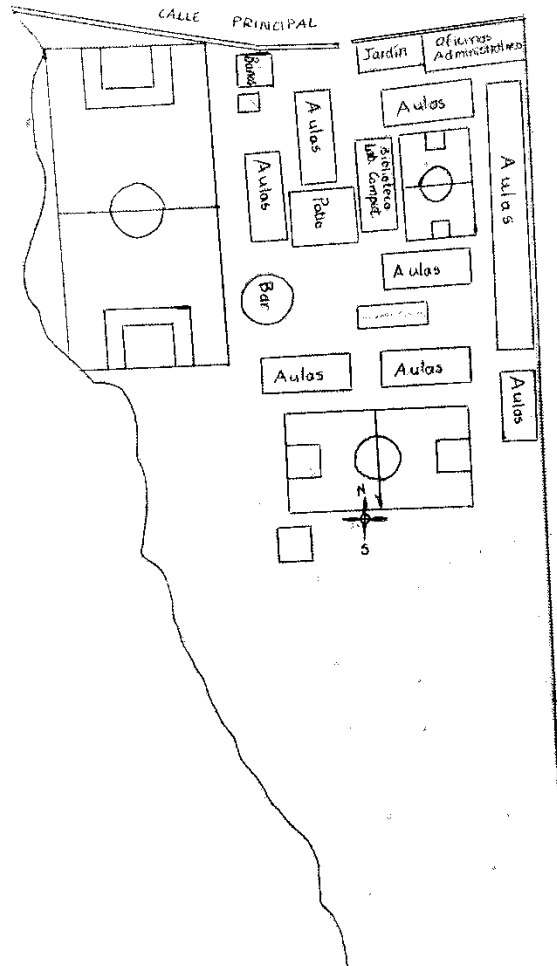 CALLE PRINCIPAL
Jardín
Oficinas
Administrativas
Baños
Aulas
Aulas
Aulas
Aulas
Patio
Biblioteca
Lab. Comput.
Aulas
Bar
Aulas
Aulas
Aulas
N
S